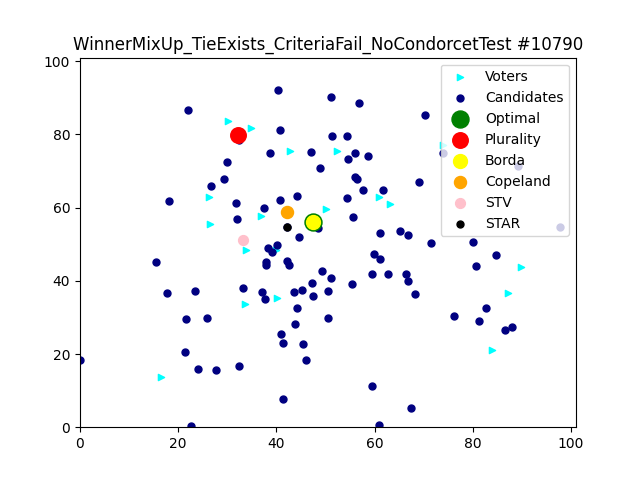 WinnerMixUp_TieExists_CriteriaFail_NoCondorcetTest #10790
100
80
60
40
20
0
0
20
40
60
80
100
Voters
Candidates
Optimal
Plurality
Borda
Copeland
STV
STAR